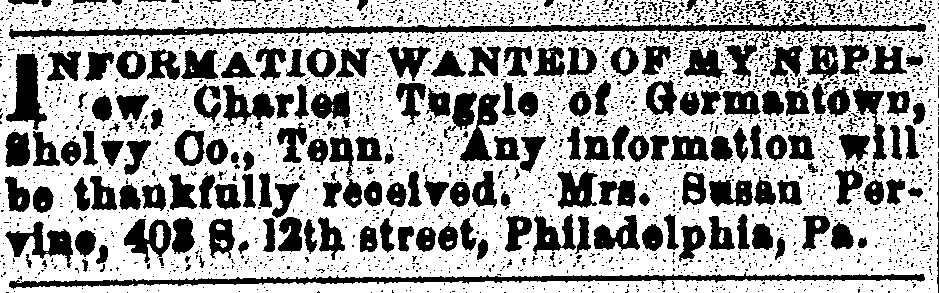 INFORMATION WANTED OF MY NEPH-
ew, Charles Tuggle of Germantown,
Shelvy Co., Tenn. Any information will
be thankfully received. Mrs. Susan Per-
vine, 403 S. 12th street, Philadelphia, Pa.